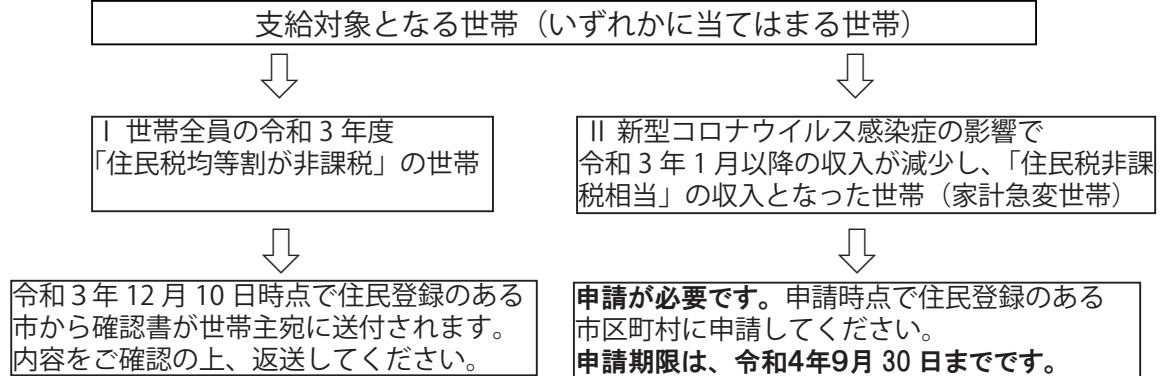 支給対象となる世帯（いずれかに当てはまる世帯）
Ⅰ 世帯全員の令和 3 年度
「住民税均等割が非課税」の世帯
Ⅱ 新型コロナウイルス感染症の影響で
令和 3 年 1 月以降の収入が減少し、「住民税非課
税相当」の収入となった世帯（家計急変世帯）
令和３年 12 月 10 日時点で住民登録のある
市から確認書が世帯主宛に送付されます。
内容をご確認の上、返送してください。
申請が必要です。申請時点で住民登録のある
市区町村に申請してください。
申請期限は、令和4年9月 30 日までです。